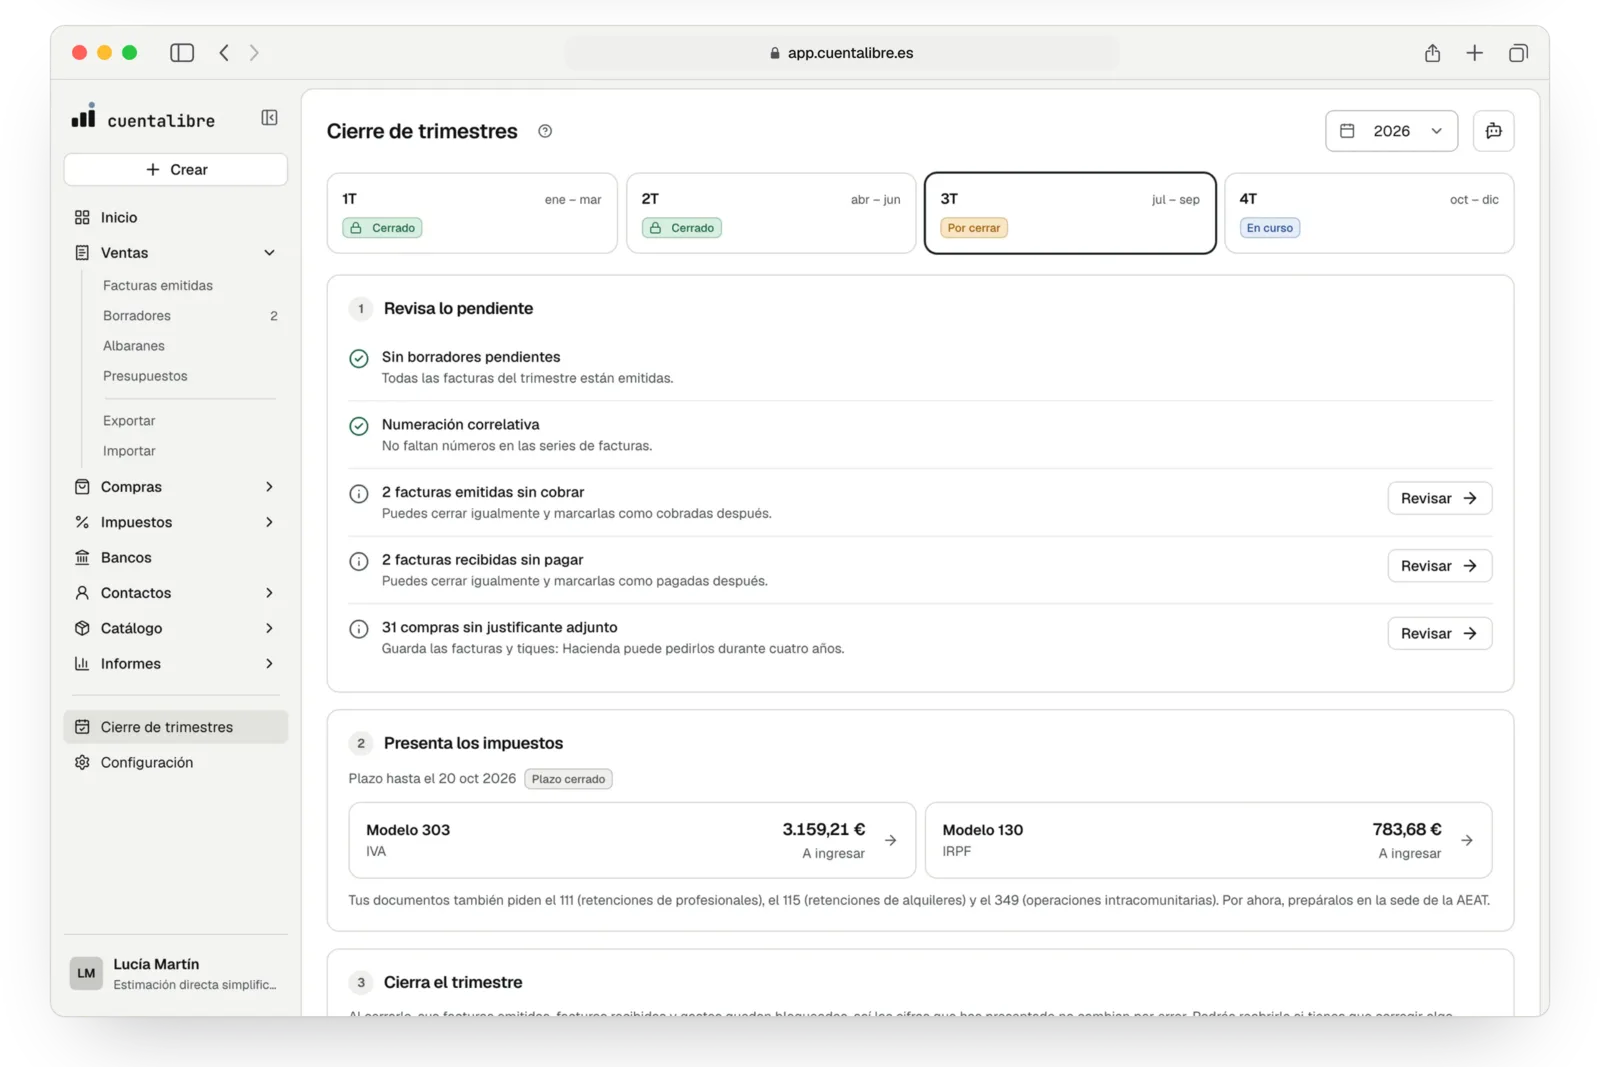 app.cuentalibre.es
cuentalibre
Crear
Inicio
Ventas
Facturas emitidas
Borradores 2
Albaranes
Presupuestos
Exportar
Importar
Compras
Impuestos
Bancos
Contactos
Catálogo
Informes
Cierre de trimestres
Configuración
LM
Lucía Martín
Estimación directa simplific...
Cierre de trimestres
2026
1T ene – mar
Cerrado
2T abr – jun
Cerrado
3T jul – sep
Por cerrar
4T oct – dic
En curso
1 Revisa lo pendiente
Sin borradores pendientes
Todas las facturas del trimestre están emitidas.
Numeración correlativa
No faltan números en las series de facturas.
2 facturas emitidas sin cobrar
Puedes cerrar igualmente y marcarlas como cobradas después.
Revisar
2 facturas recibidas sin pagar
Puedes cerrar igualmente y marcarlas como pagadas después.
Revisar
31 compras sin justificante adjunto
Guarda las facturas y tiques: Hacienda puede pedirlos durante cuatro años.
Revisar
2 Presenta los impuestos
Plazo hasta el 20 oct 2026 Plazo cerrado
Modelo 303 3.159,21 €
IVA A ingresar
Modelo 130 783,68 €
IRPF A ingresar
Tus documentos también piden el 111 (retenciones de profesionales), el 115 (retenciones de alquileres) y el 349 (operaciones intracomunitarias). Por ahora, prepáralos en la sede de la AEAT.
3 Cierra el trimestre